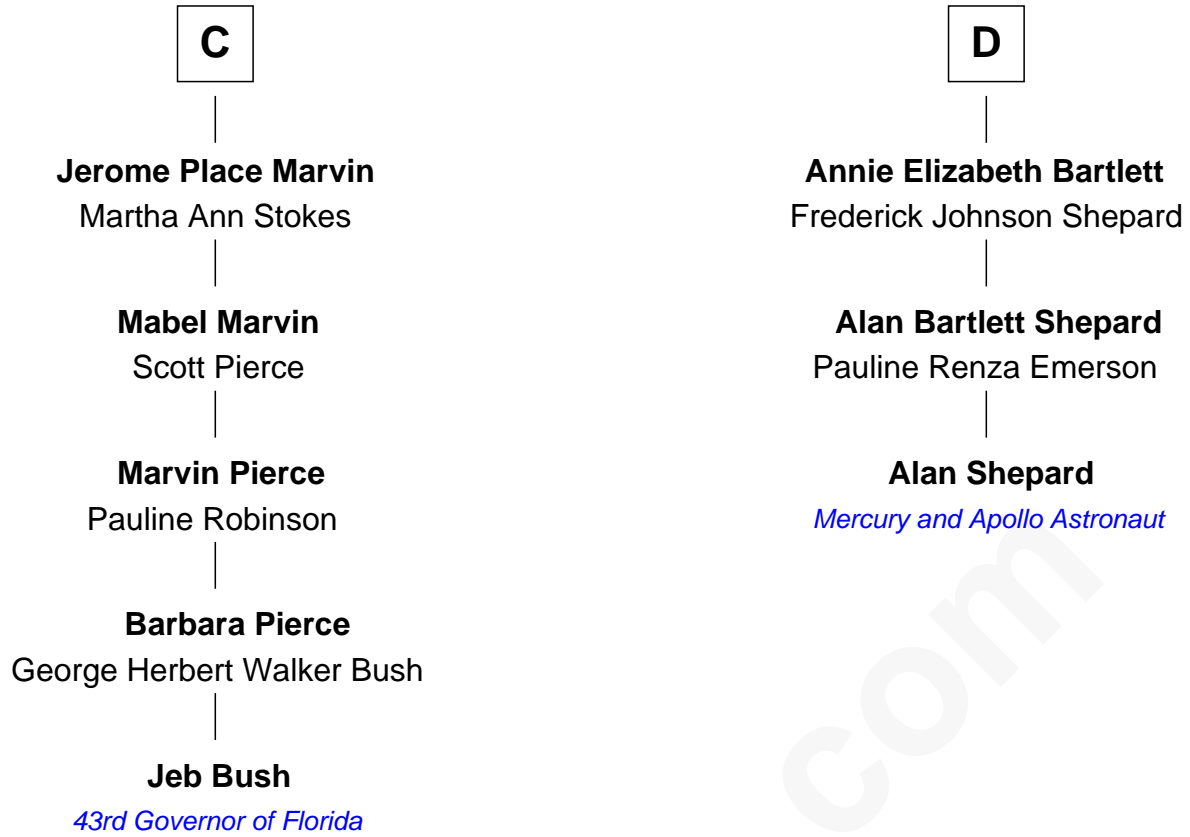 C
Jerome Place Marvin
Martha Ann Stokes
Mabel Marvin
Scott Pierce
Marvin Pierce
Pauline Robinson
Barbara Pierce
George Herbert Walker Bush
Jeb Bush
43rd Governor of Florida
D
Annie Elizabeth Bartlett
Frederick Johnson Shepard
Alan Bartlett Shepard
Pauline Renza Emerson
Alan Shepard
Mercury and Apollo Astronaut
com